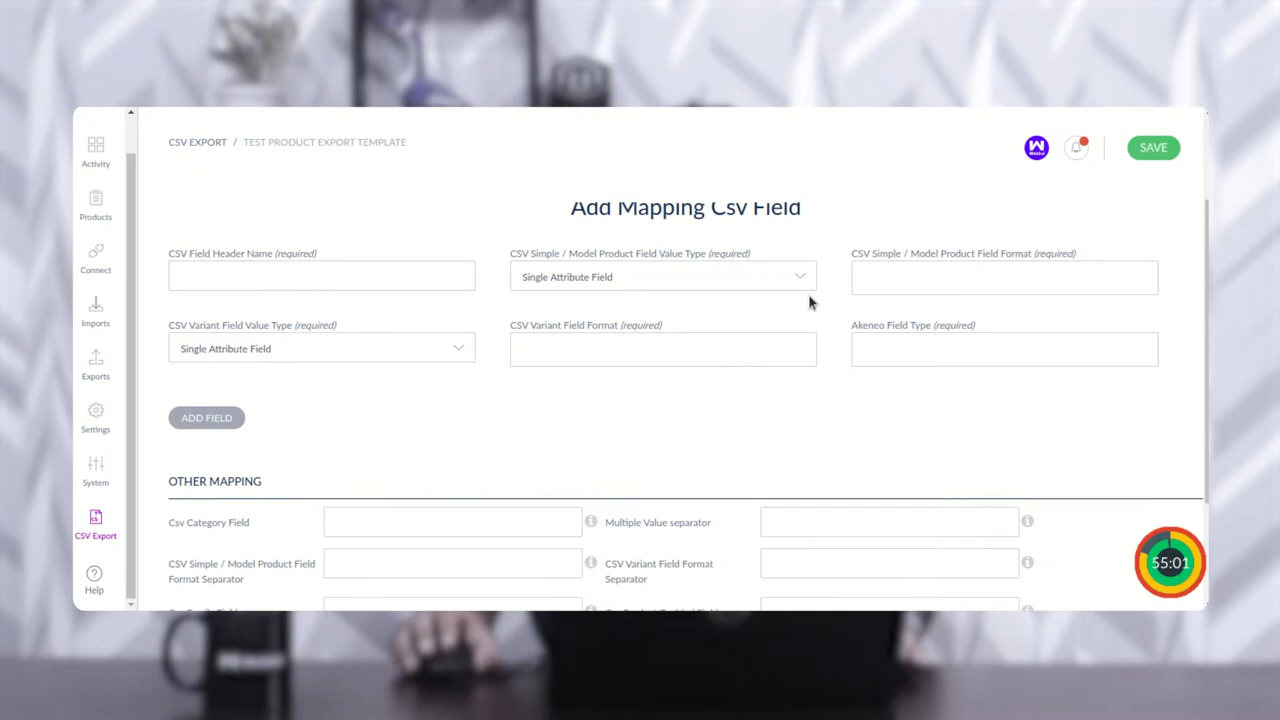 CSV EXPORT / TEST PRODUCT EXPORT TEMPLATE
SAVE
Activity
Products
Connect
Imports
Exports
Settings
System
CSV Export
Help
Add Mapping Csv Field
CSV Field Header Name (required)
CSV Simple / Model Product Field Value Type (required)
CSV Simple / Model Product Field Format (required)
Single Attribute Field
CSV Variant Field Value Type (required)
CSV Variant Field Format (required)
Akeneo Field Type (required)
Single Attribute Field
ADD FIELD
OTHER MAPPING
Csv Category Field
Multiple Value separator
CSV Simple / Model Product Field
Format Separator
CSV Variant Field Format
Separator
55:01